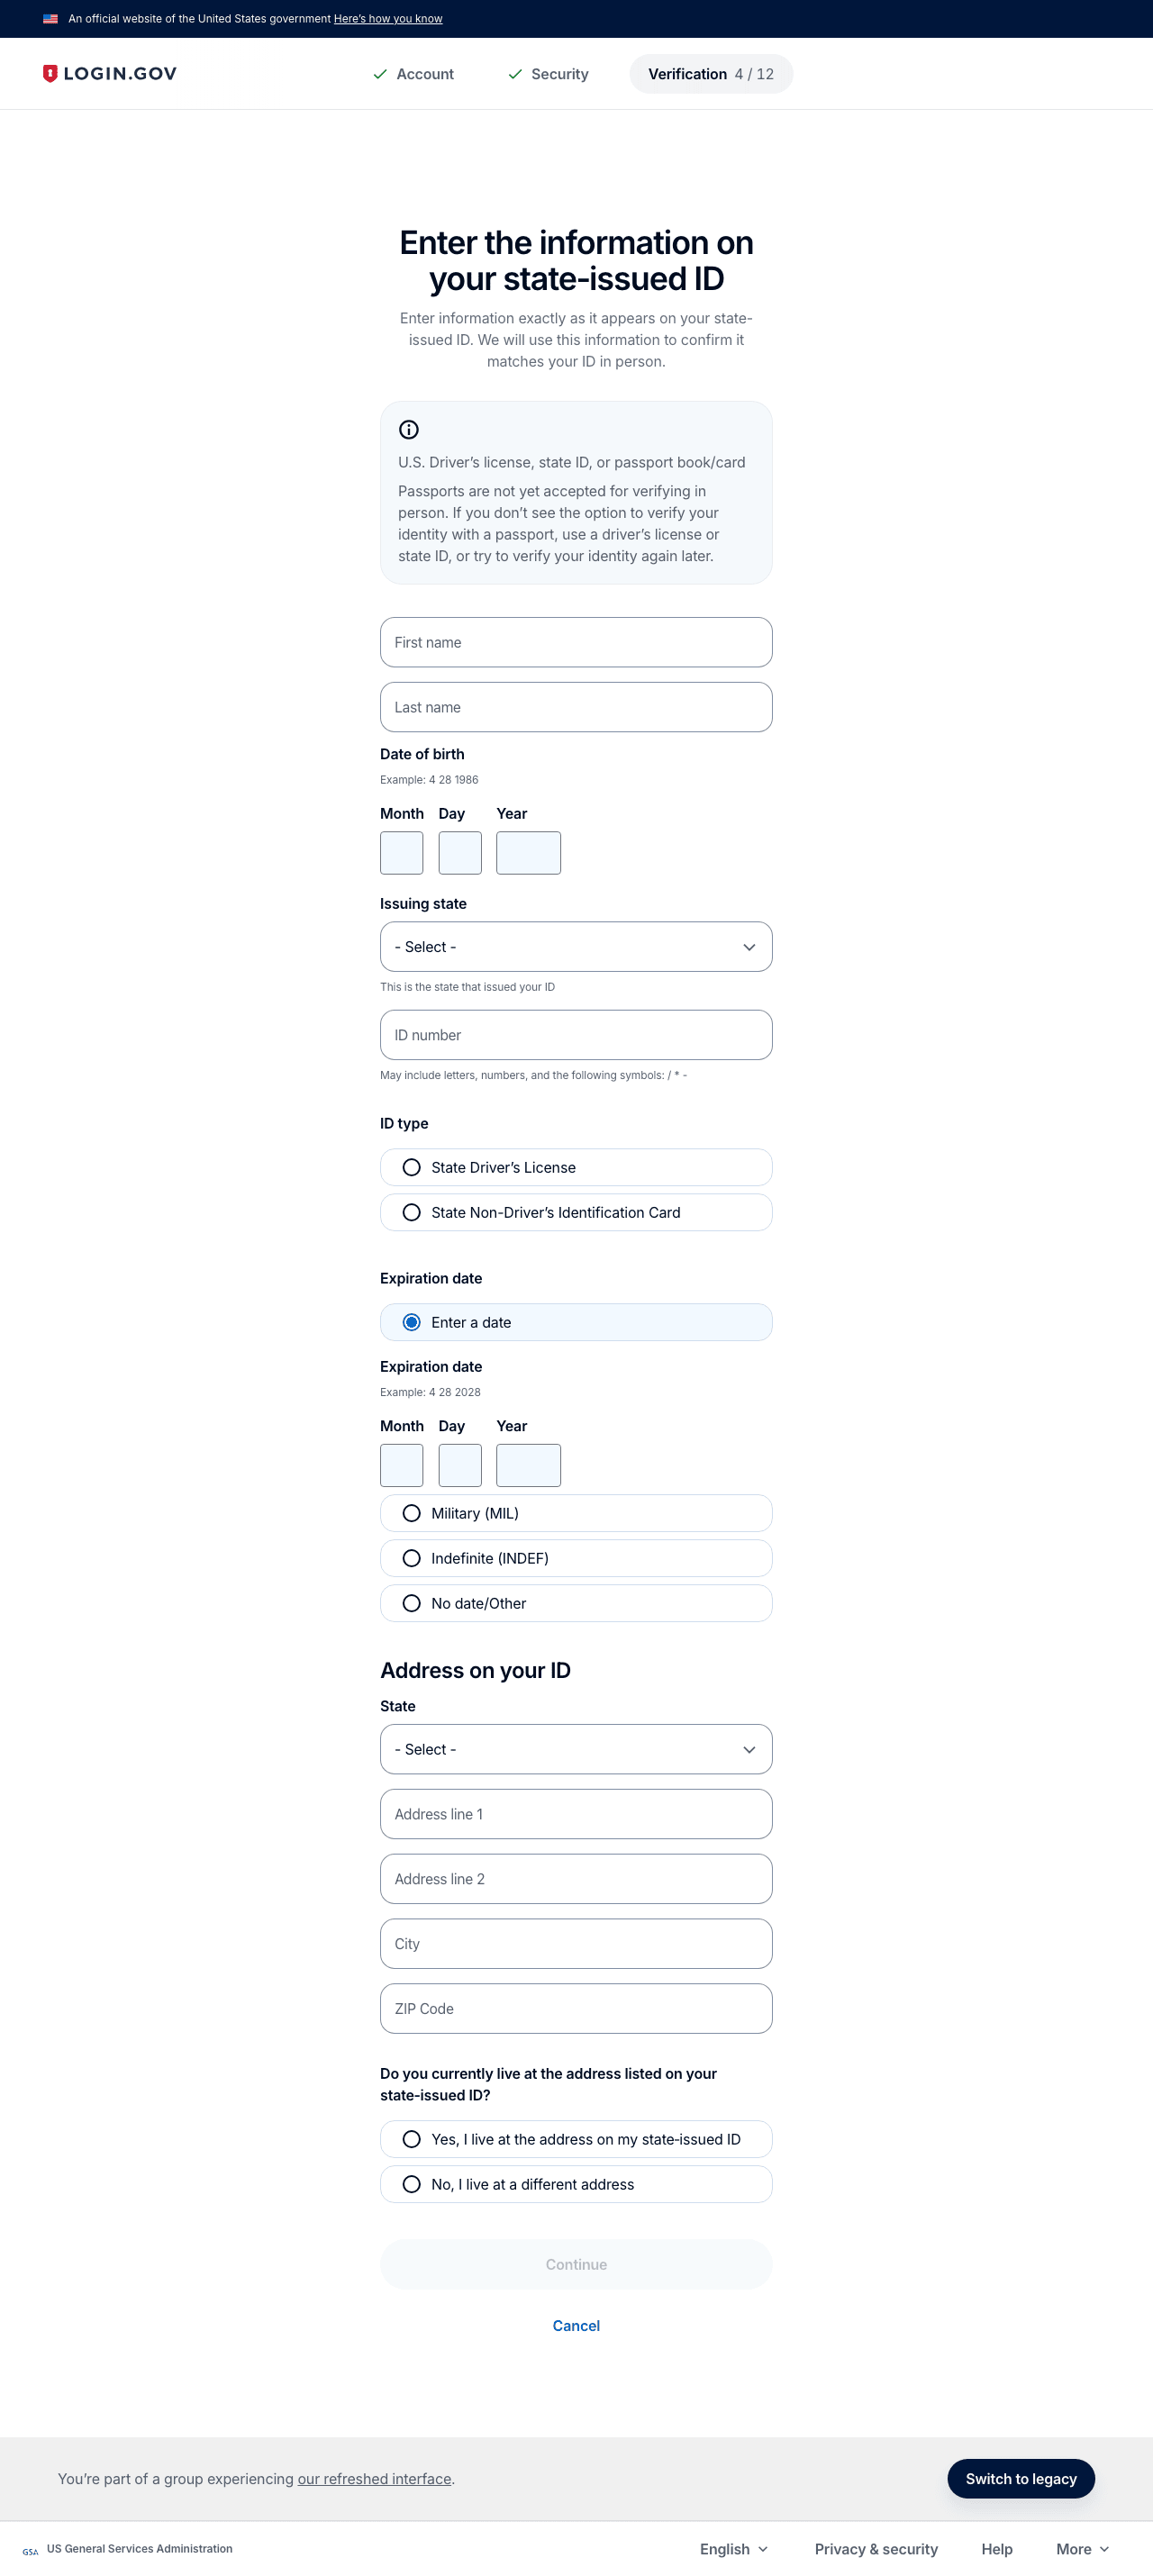 An official website of the United States government Here’s how you know
LOGIN.GOV
Account
Security
Verification 4 / 12
Enter the information on
your state-issued ID
Enter information exactly as it appears on your state-
issued ID. We will use this information to confirm it
matches your ID in person.
U.S. Driver’s license, state ID, or passport book/card
Passports are not yet accepted for verifying in
person. If you don’t see the option to verify your
identity with a passport, use a driver’s license or
state ID, or try to verify your identity again later.
First name
Last name
Date of birth
Example: 4 28 1986
Month Day Year
Issuing state
- Select -
This is the state that issued your ID
ID number
May include letters, numbers, and the following symbols: / * -
ID type
State Driver’s License
State Non-Driver’s Identification Card
Expiration date
Enter a date
Expiration date
Example: 4 28 2028
Month Day Year
Military (MIL)
Indefinite (INDEF)
No date/Other
Address on your ID
State
- Select -
Address line 1
Address line 2
City
ZIP Code
Do you currently live at the address listed on your
state-issued ID?
Yes, I live at the address on my state-issued ID
No, I live at a different address
Continue
Cancel
You’re part of a group experiencing our refreshed interface.
Switch to legacy
GSA
US General Services Administration
English
Privacy & security
Help
More